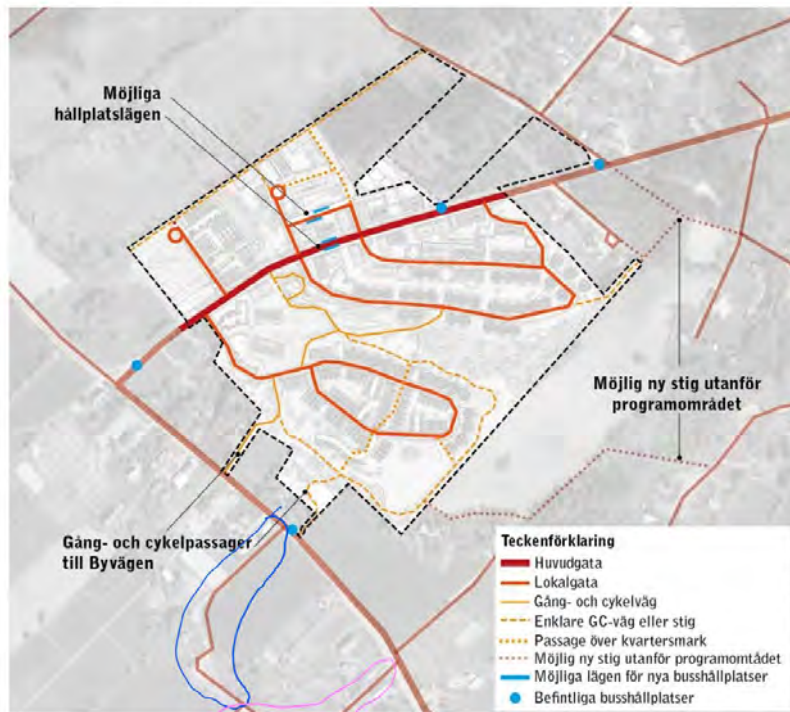 Möjliga
hållplatslägen
Möjlig ny stig utanför
programområdet
Gång- och cykelpassager
till Byvägen
Teckenförklaring
Huvudgata
Lokalgata
Gång- och cykelväg
Enklare GC-väg eller stig
Passage över kvartersmark
Möjlig ny stig utanför programomtådet
Möjliga lägen för nya busshållplatser
Befintliga busshållplatser